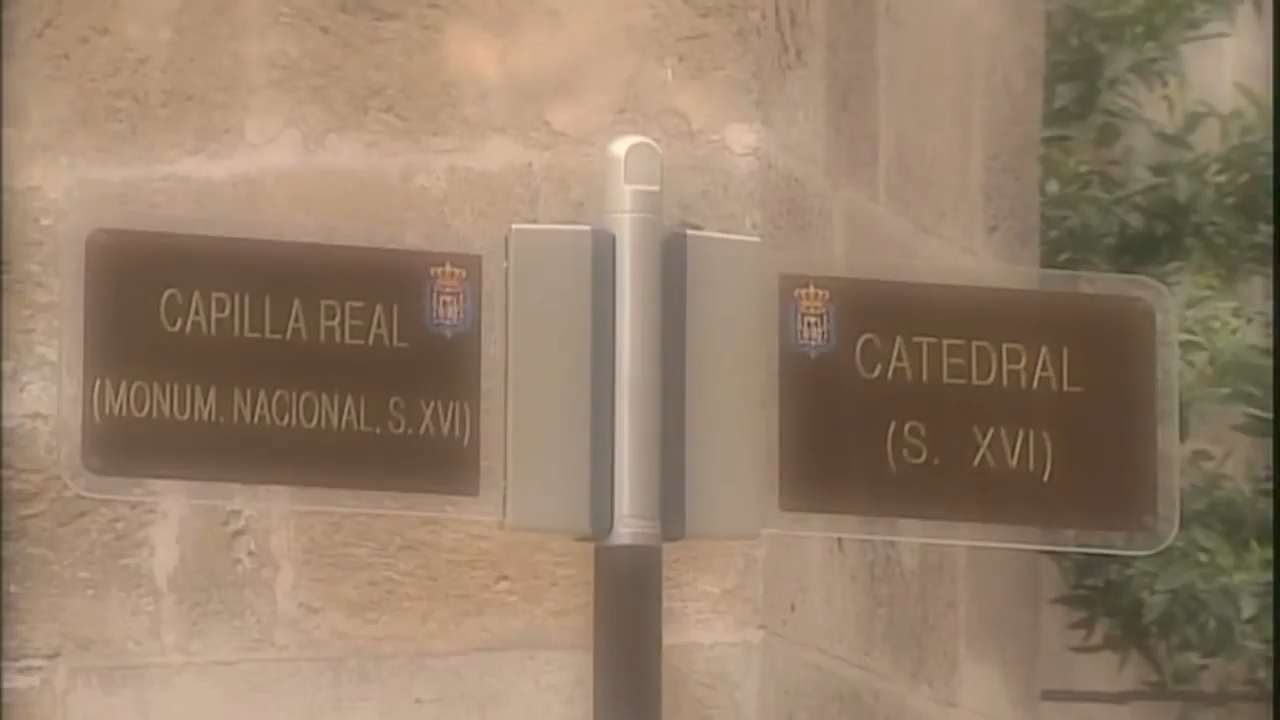 CAPILLA REAL
(MONUM. NACIONAL. S. XVI)
CATEDRAL
(S. XVI)